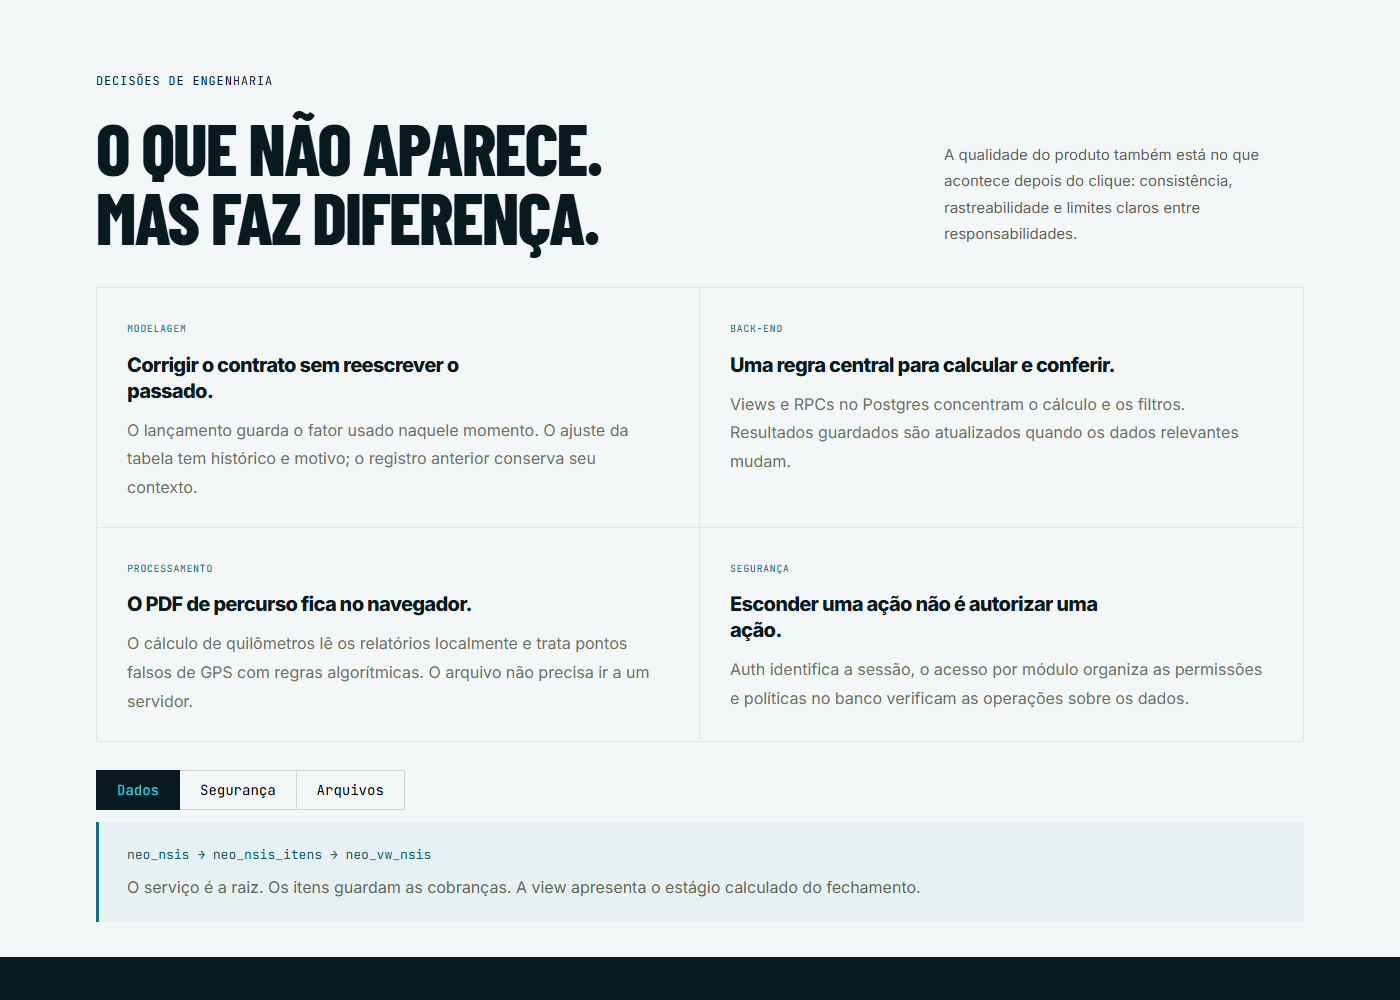 DECISÕES DE ENGENHARIA
O QUE NÃO APARECE.
MAS FAZ DIFERENÇA.
A qualidade do produto também está no que
acontece depois do clique: consistência,
rastreabilidade e limites claros entre
responsabilidades.
MODELAGEM
Corrigir o contrato sem reescrever o
passado.
O lançamento guarda o fator usado naquele momento. O ajuste da
tabela tem histórico e motivo; o registro anterior conserva seu
contexto.
BACK-END
Uma regra central para calcular e conferir.
Views e RPCs no Postgres concentram o cálculo e os filtros.
Resultados guardados são atualizados quando os dados relevantes
mudam.
PROCESSAMENTO
O PDF de percurso fica no navegador.
O cálculo de quilômetros lê os relatórios localmente e trata pontos
falsos de GPS com regras algorítmicas. O arquivo não precisa ir a um
servidor.
SEGURANÇA
Esconder uma ação não é autorizar uma
ação.
Auth identifica a sessão, o acesso por módulo organiza as permissões
e políticas no banco verificam as operações sobre os dados.
Dados
Segurança
Arquivos
neo_nsis → neo_nsis_itens → neo_vw_nsis
O serviço é a raiz. Os itens guardam as cobranças. A view apresenta o estágio calculado do fechamento.